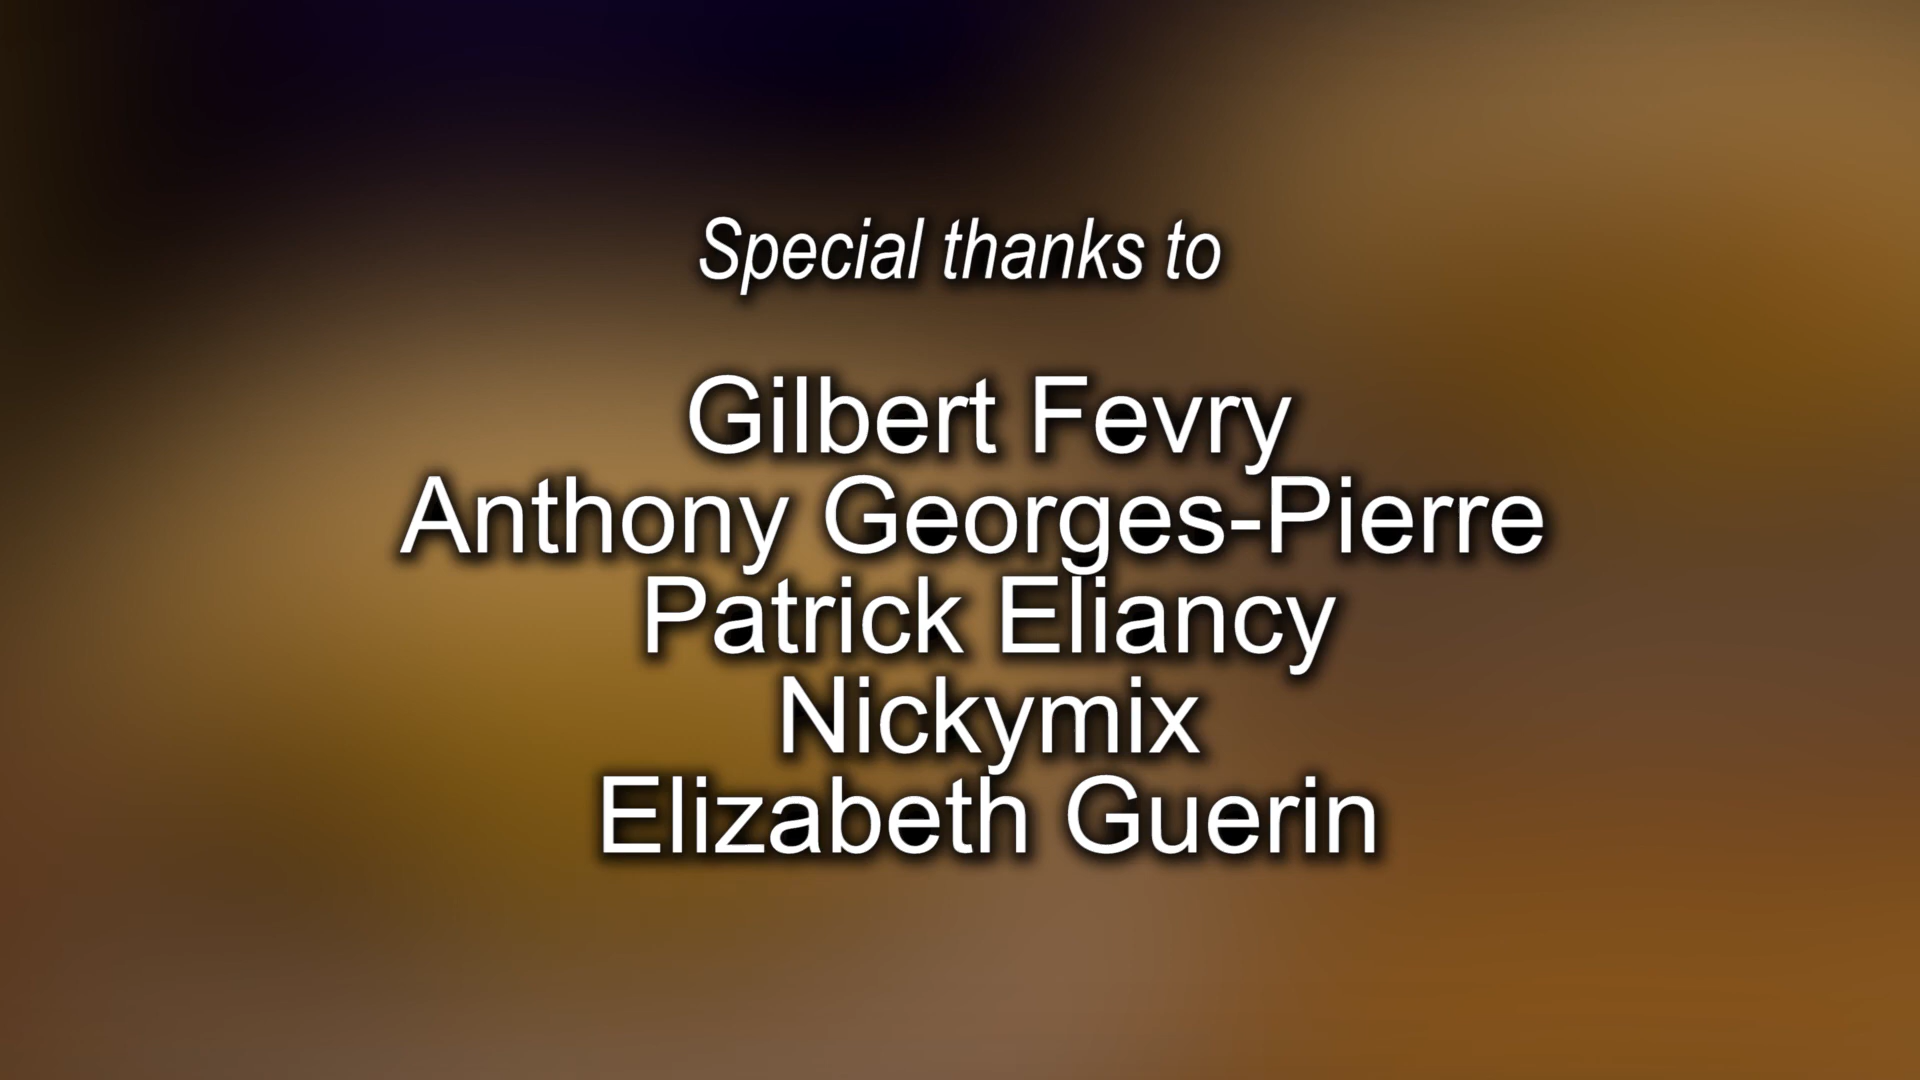 Special thanks to
Gilbert Fevry
Anthony Georges-Pierre
Patrick Eliancy
Nickymix
Elizabeth Guerin